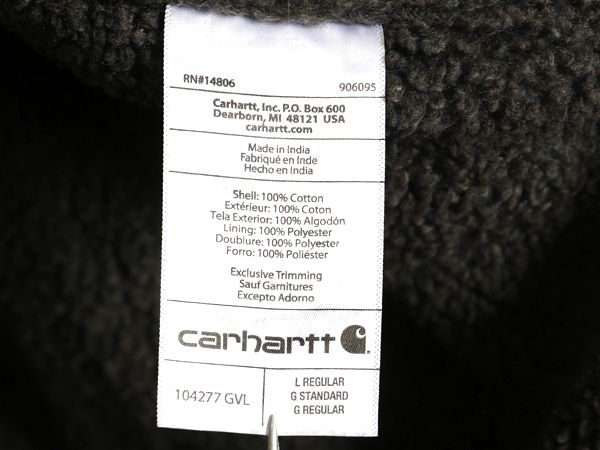 RN#14806 906095
Carhartt, Inc. P.O. Box 600
Dearborn, MI 48121 USA
carhartt.com
Made in India
Fabriqué en Inde
Hecho en India
Shell: 100% Cotton
Extérieur: 100% Coton
Tela Exterior: 100% Algodón
Lining: 100% Polyester
Doublure: 100% Polyester
Forro: 100% Poliéster
Exclusive Trimming
Sauf Garnitures
Excepto Adorno
carhartt
104277 GVL
L REGULAR
G STANDARD
G REGULAR